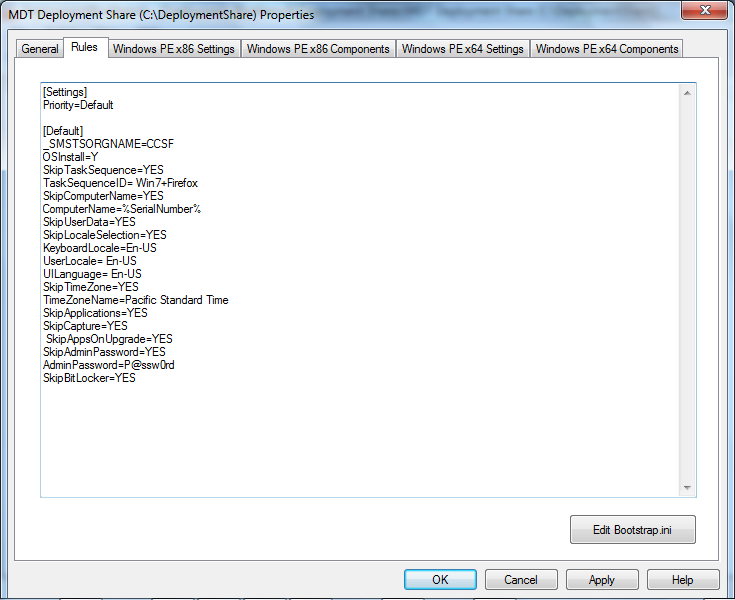 MDT Deployment Share (C:\DeploymentShare) Properties
General
Rules
Windows PE x86 Settings
Windows PE x86 Components
Windows PE x64 Settings
Windows PE x64 Components
[Settings]
Priority=Default
[Default]
_SMSTSORGNAME=CCSF
OSInstall=Y
SkipTaskSequence=YES
TaskSequenceID= Win7+Firefox
SkipComputerName=YES
ComputerName=%SerialNumber%
SkipUserData=YES
SkipLocaleSelection=YES
KeyboardLocale=En-US
UserLocale= En-US
UILanguage= En-US
SkipTimeZone=YES
TimeZoneName=Pacific Standard Time
SkipApplications=YES
SkipCapture=YES
SkipAppsOnUpgrade=YES
SkipAdminPassword=YES
AdminPassword=P@ssw0rd
SkipBitLocker=YES
Edit Bootstrap.ini
OK
Cancel
Apply
Help